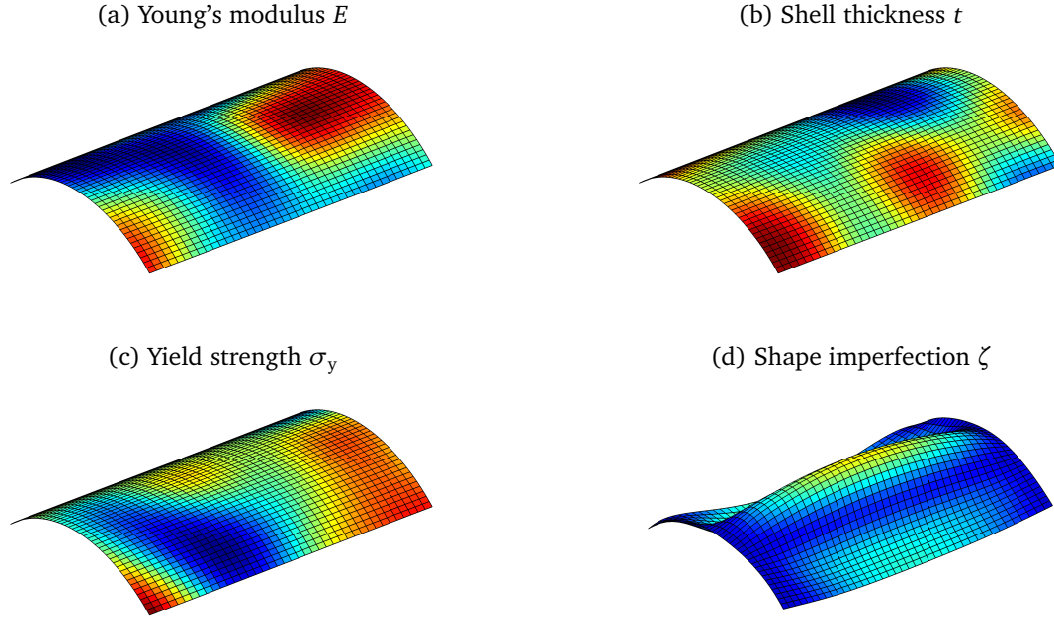 (a) Young’s modulus E
(b) Shell thickness t
(c) Yield strength σy
(d) Shape imperfection ζ